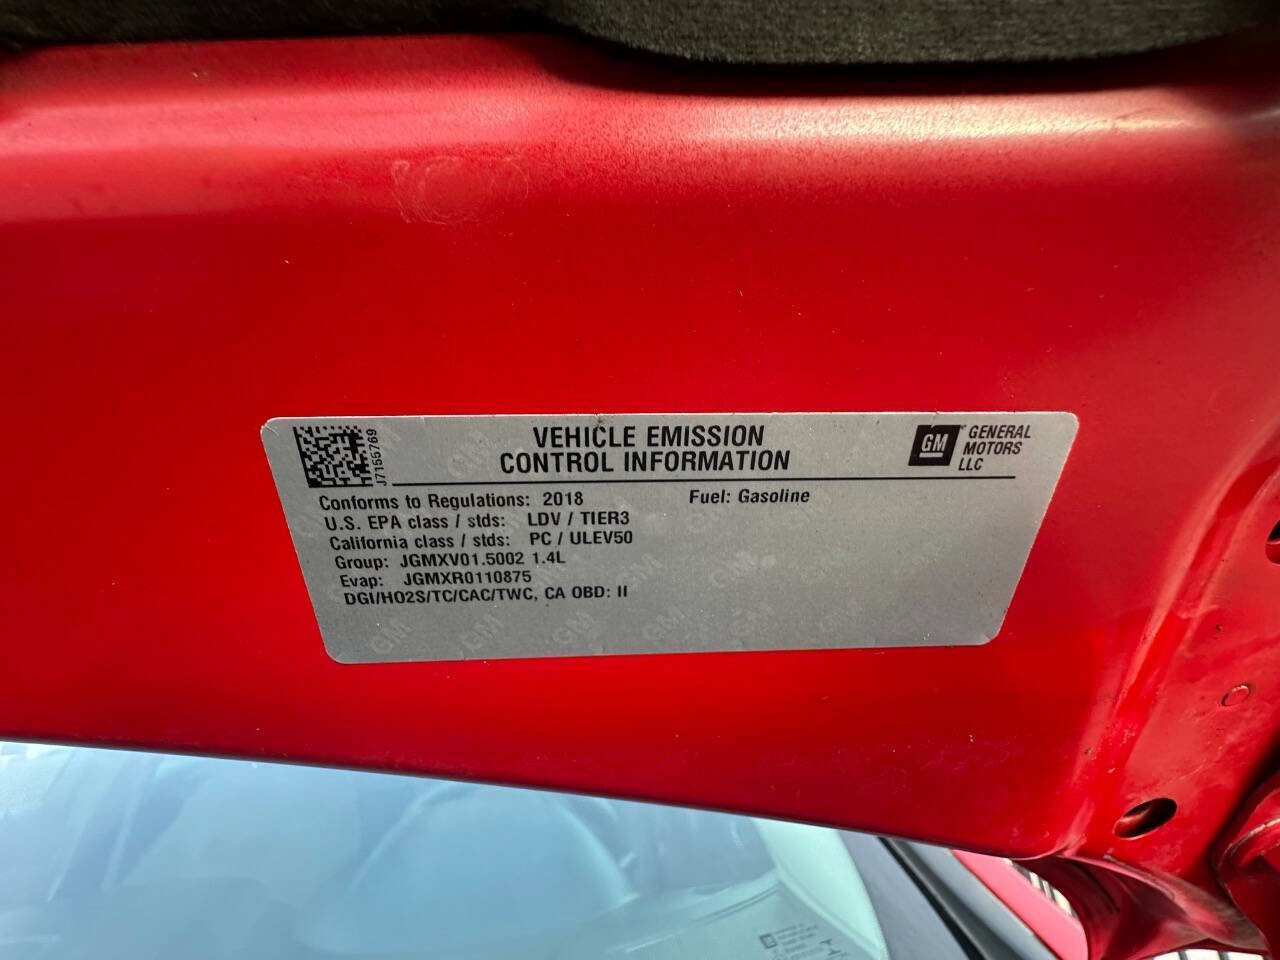 J7155769
VEHICLE EMISSION
CONTROL INFORMATION
GM
GENERAL
MOTORS
LLC
Conforms to Regulations: 2018 Fuel: Gasoline
U.S. EPA class / stds: LDV / TIER3
California class / stds: PC / ULEV50
Group: JGMXV01.5002 1.4L
Evap: JGMXR0110875
DGI/HO2S/TC/CAC/TWC, CA OBD: II